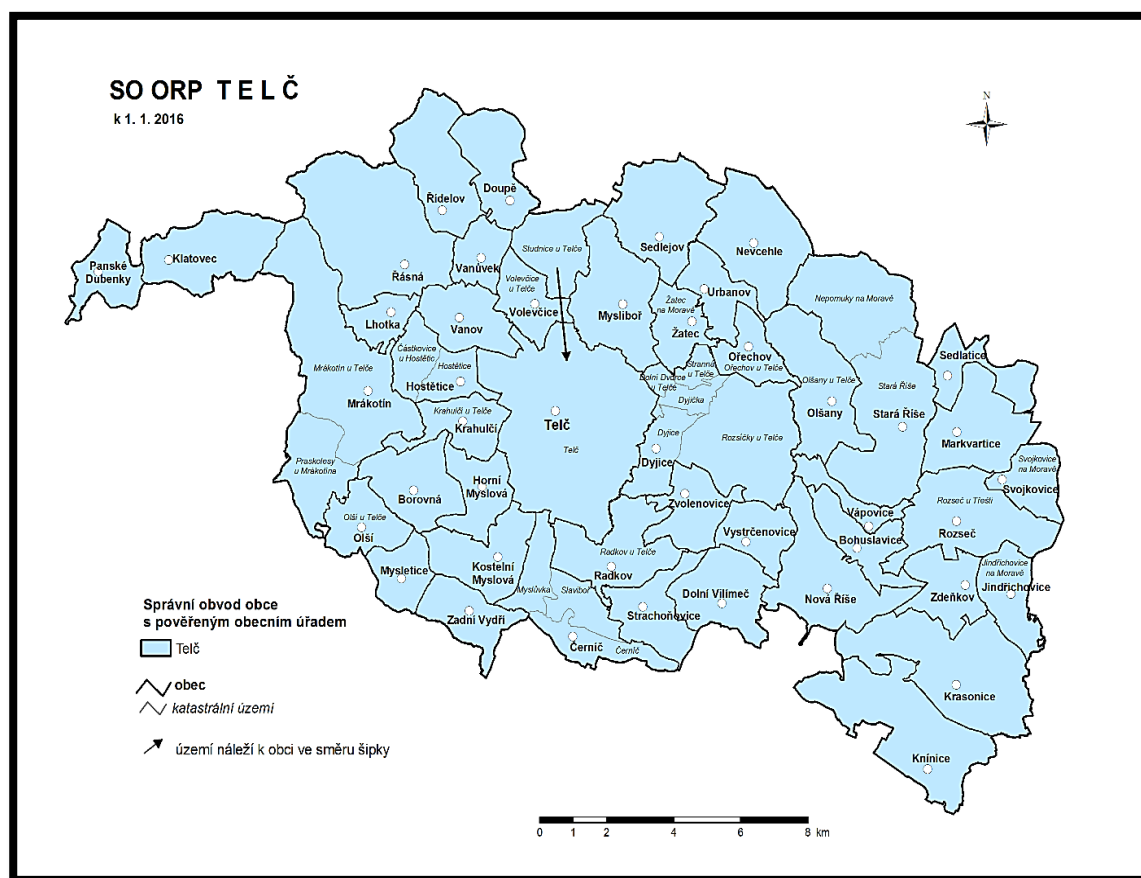 SO ORP TELČ
k 1. 1. 2016
N
Řídelov
Doupě
Panské
Dubenky
Klatovec
Řásná
Vanůvek
Studnice u Telče
Volevčice
u Telče
Volevčice
Sedlejov
Nevcehle
Mysliboř
Urbanov
Žatec
na Moravě
Žatec
Nepomuky na Moravě
Lhotka
Vanov
Částkovice
u Hostětic
Hostětice
Hostětice
Mrákotín u Telče
Mrákotín
Krahulčí u Telče
Krahulčí
Telč
Telč
Dolní Dvorce
u Telče
Stranná
u Telče
Dyjička
Ořechov
Ořechov u Telče
Olšany u Telče
Olšany
Stará Říše
Stará Říše
Sedlatice
Markvartice
Svojkovice
na Moravě
Svojkovice
Dyjice
Dyjice
Rozsíčky u Telče
Praskolesy
u Mrákotína
Borovná
Horní
Myslová
Zvolenovice
Vystrčenovice
Vápovice
Bohuslavice
Rozseč u Třešti
Rozseč
Olší u Telče
Olší
Mysletice
Kostelní
Myslová
Myslůvka
Slaviboř
Radkov u Telče
Radkov
Strachoňovice
Dolní Vilímeč
Nová Říše
Zdeňkov
Jindřichovice
na Moravě
Jindřichovice
Zadní Vydří
Černíč
Černíč
Krasonice
Knínice
Správní obvod obce
s pověřeným obecním úřadem
Telč
obec
katastrální území
území náleží k obci ve směru šipky
0 1 2 4 6 8 km